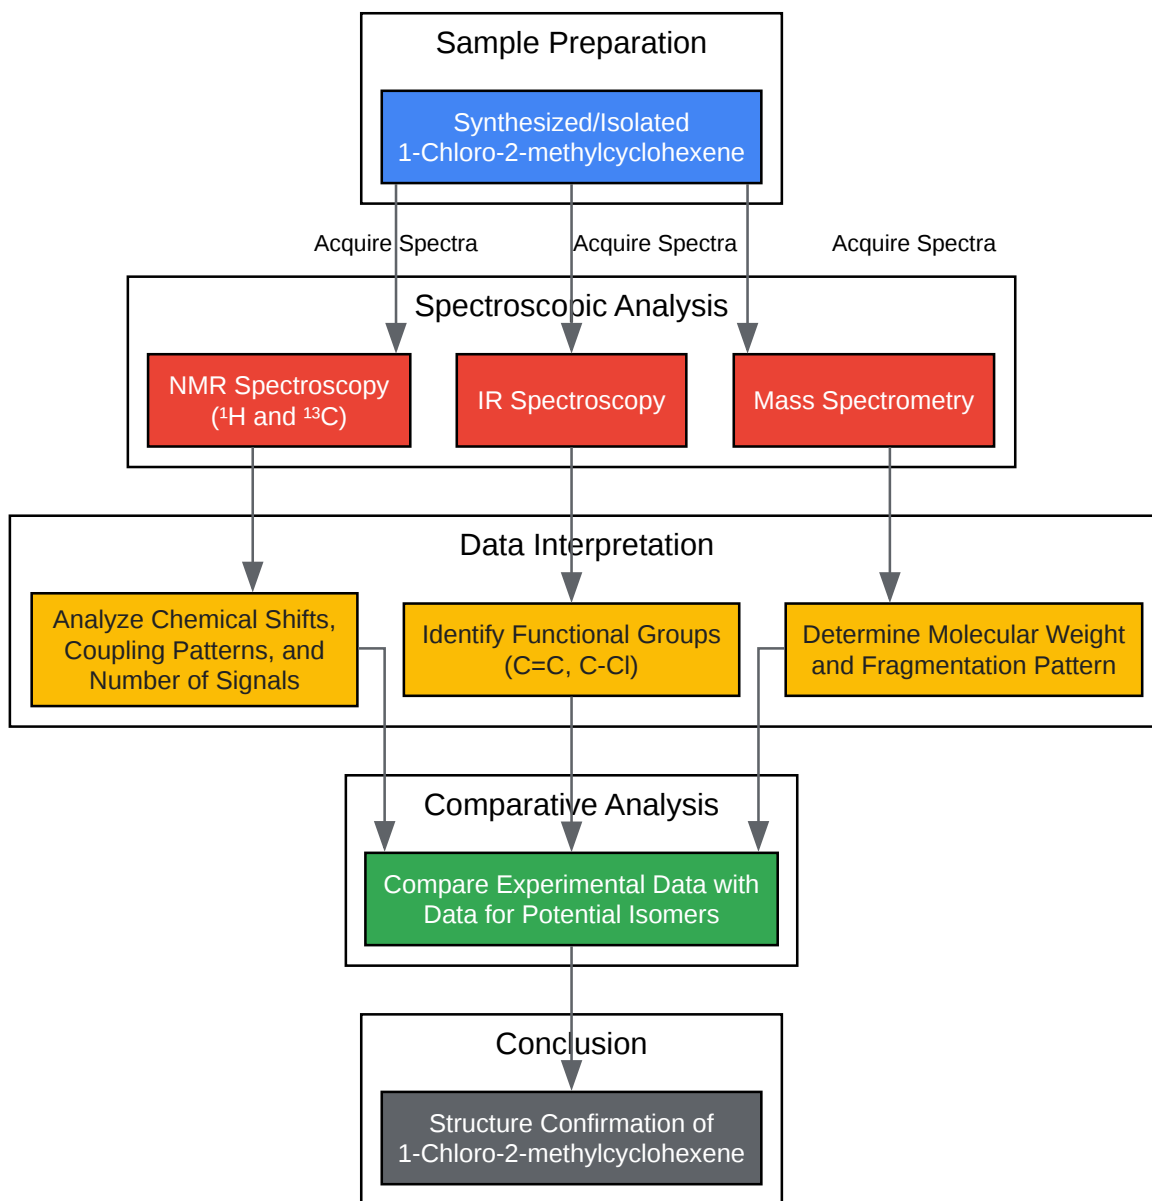 Sample Preparation
Synthesized/Isolated
1-Chloro-2-methylcyclohexene
Acquire Spectra
Acquire Spectra
Acquire Spectra
Spectroscopic Analysis
NMR Spectroscopy
(¹H and ¹³C)
IR Spectroscopy
Mass Spectrometry
Data Interpretation
Analyze Chemical Shifts,
Coupling Patterns, and
Number of Signals
Identify Functional Groups
(C=C, C-Cl)
Determine Molecular Weight
and Fragmentation Pattern
Comparative Analysis
Compare Experimental Data with
Data for Potential Isomers
Conclusion
Structure Confirmation of
1-Chloro-2-methylcyclohexene